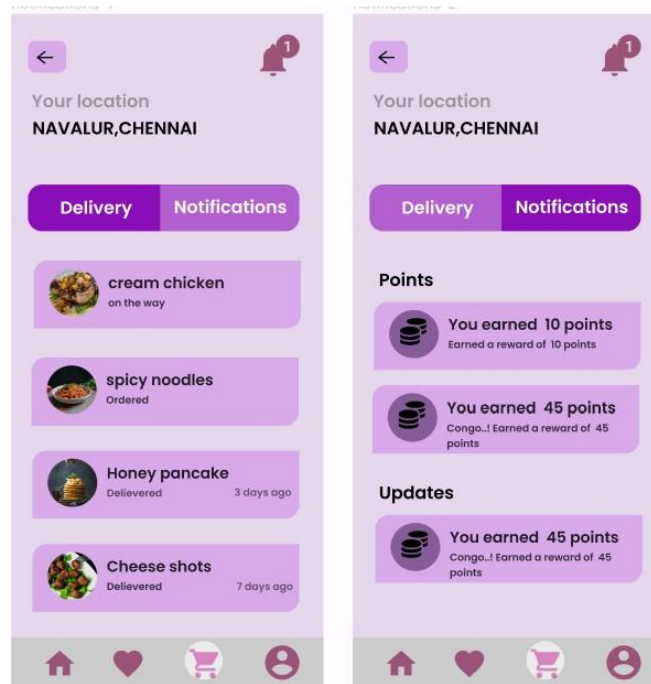 1
Your location
NAVALUR,CHENNAI
Delivery Notifications
cream chicken
on the way
spicy noodles
Ordered
Honey pancake
Delievered 3 days ago
Cheese shots
Delievered 7 days ago
1
Your location
NAVALUR,CHENNAI
Delivery Notifications
Points
You earned 10 points
Earned a reward of 10 points
You earned 45 points
Congo..! Earned a reward of 45
points
Updates
You earned 45 points
Congo..! Earned a reward of 45
points